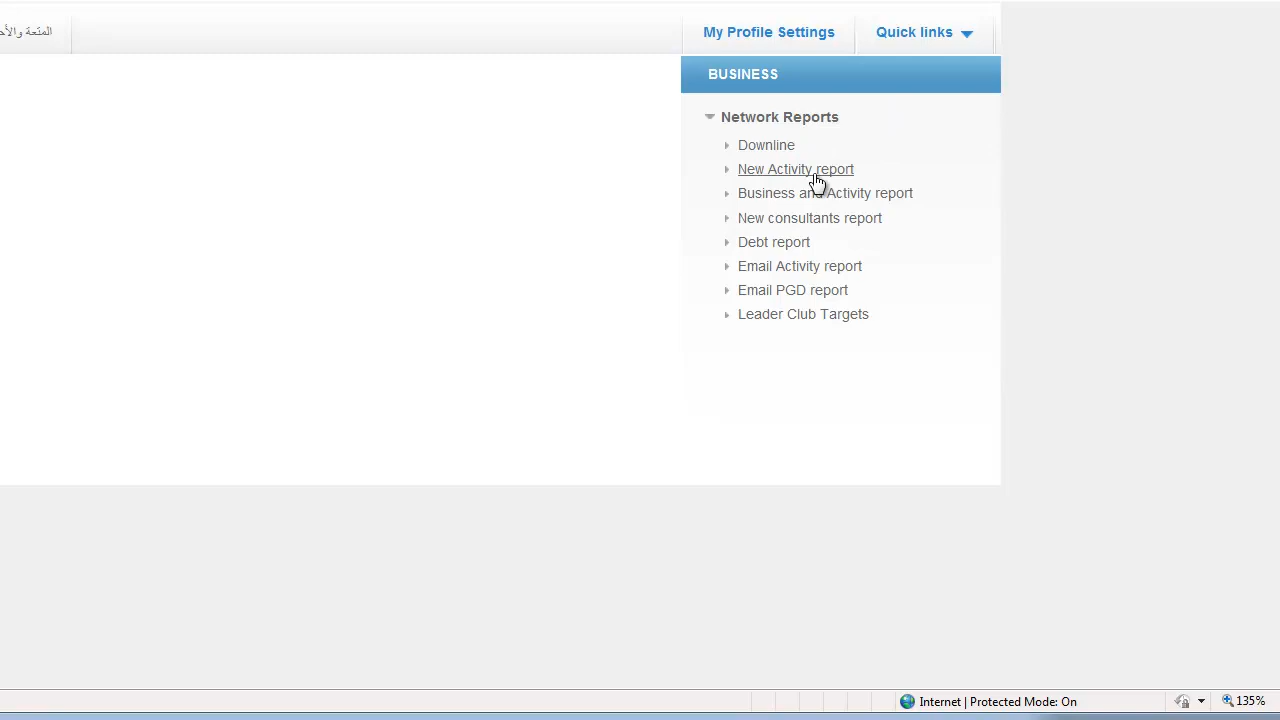 المتعة
My Profile Settings
Quick links
BUSINESS
Network Reports
Downline
New Activity report
Business and Activity report
New consultants report
Debt report
Email Activity report
Email PGD report
Leader Club Targets
Internet | Protected Mode: On
135%